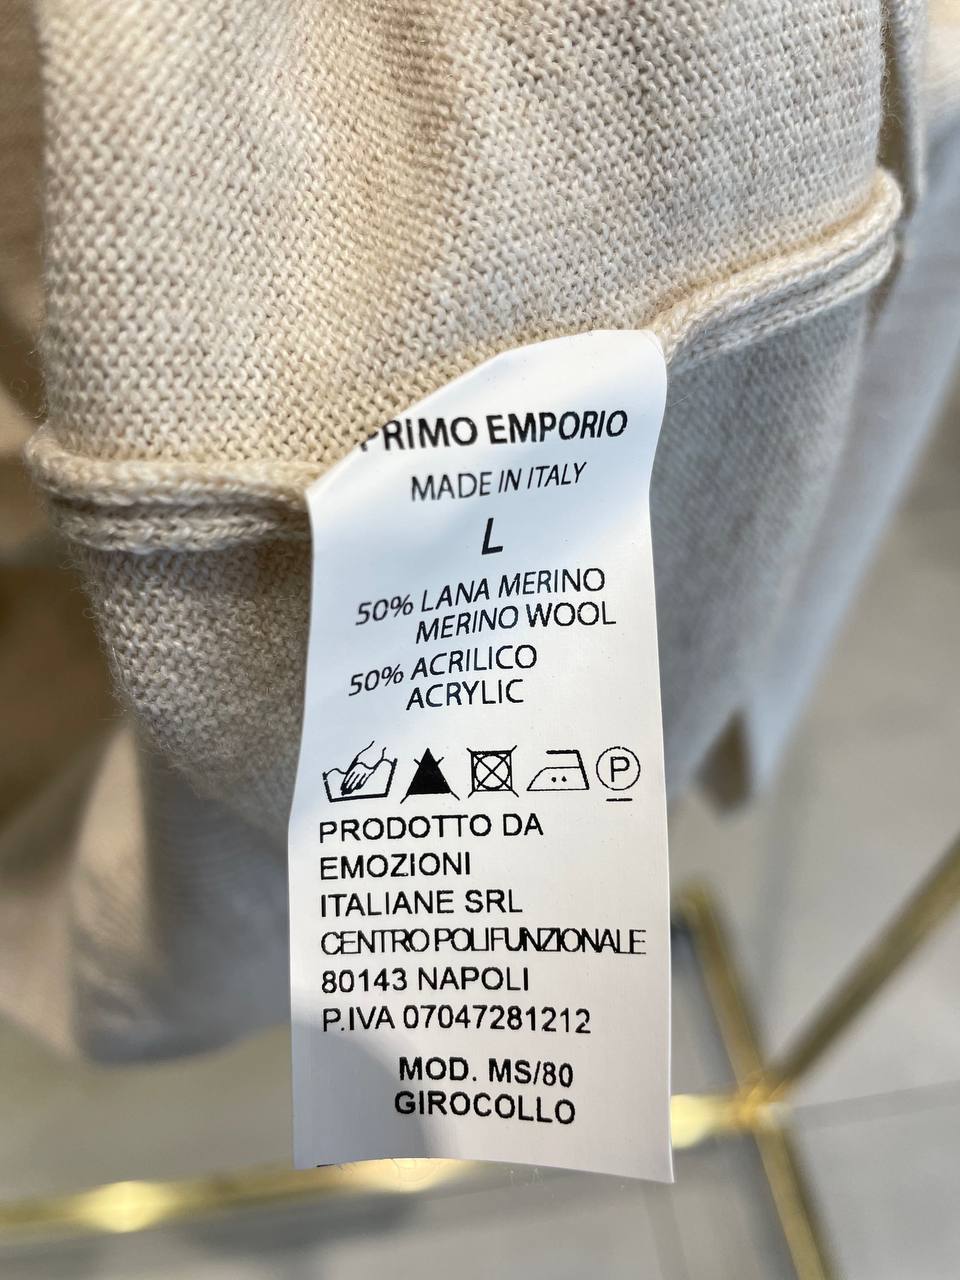 PRIMO EMPORIO
MADE IN ITALY
L
50% LANA MERINO
MERINO WOOL
50% ACRILICO
ACRYLIC
P
PRODOTTO DA
EMOZIONI
ITALIANE SRL
CENTRO POLIFUNZIONALE
80143 NAPOLI
P.IVA 07047281212
MOD. MS/80
GIROCOLLO